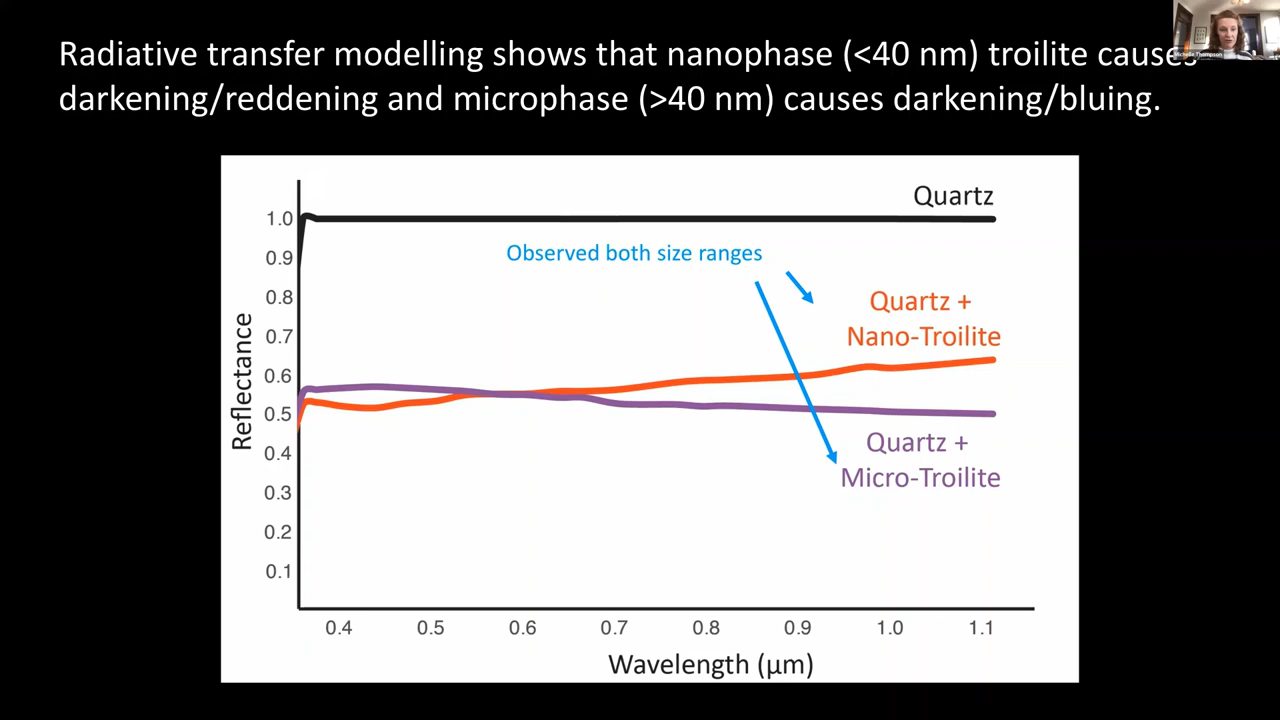 Radiative transfer modelling shows that nanophase (<40 nm) troilite causes
darkening/reddening and microphase (>40 nm) causes darkening/bluing.
Michelle Thompson
Quartz
1.0
Observed both size ranges
0.9
0.8
Quartz +
Nano-Troilite
0.7
0.6
0.5
Quartz +
Micro-Troilite
0.4
0.3
0.2
0.1
Reflectance
0.4 0.5 0.6 0.7 0.8 0.9 1.0 1.1
Wavelength (µm)